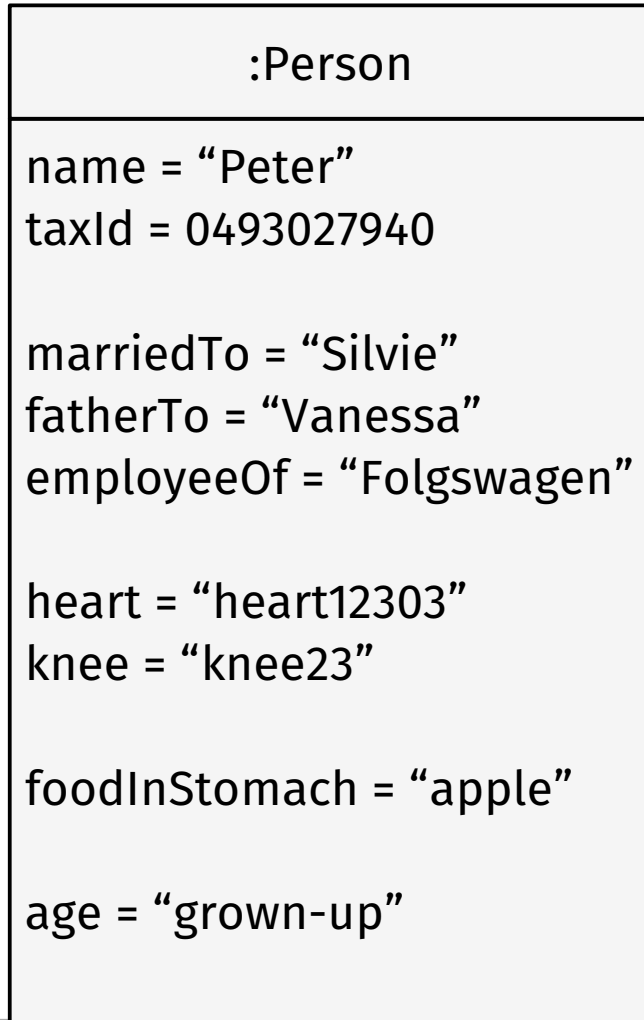 :Person
name = “Peter”
taxId = 0493027940
marriedTo = “Silvie”
fatherTo = “Vanessa”
employeeOf = “Folgswagen”
heart = “heart12303”
knee = “knee23”
foodInStomach = “apple”
age = “grown-up”